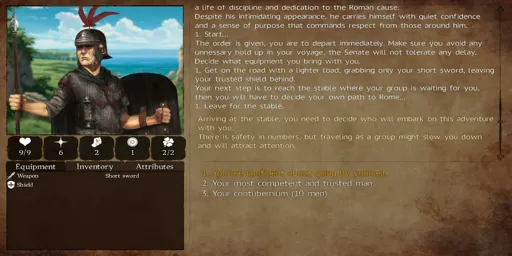 a life of discipline and dedication to the Roman cause.
Despite his intimidating appearance, he carries himself with quiet confidence
and a sense of purpose that commands respect from those around him.
1. Start...
The order is given, you are to depart immediately. Make sure you avoid any
unnessary hold up in your voyage, the Senate will not tolerate any delay.
Decide what equipment you bring with you.
1. Get on the road with a lighter load, grabbing only your short sword, leaving
your trusted shield behind.
Your next step is to reach the stable where your group is waiting for you,
then you will have to decide your own path to Rome...
1. Leave for the stable.
Arriving at the stable, you need to decide who will embark on this adventure
with you.
There is safety in numbers, but traveling as a group might slow you down
and will attract attention.
1. You are confident about going by yourself.
2. Your most competent and trusted man
3. Your contubernium (10 men)
9/9
6
2
1
2/2
Equipment
Inventory
Attributes
Weapon
Short sword
Shield